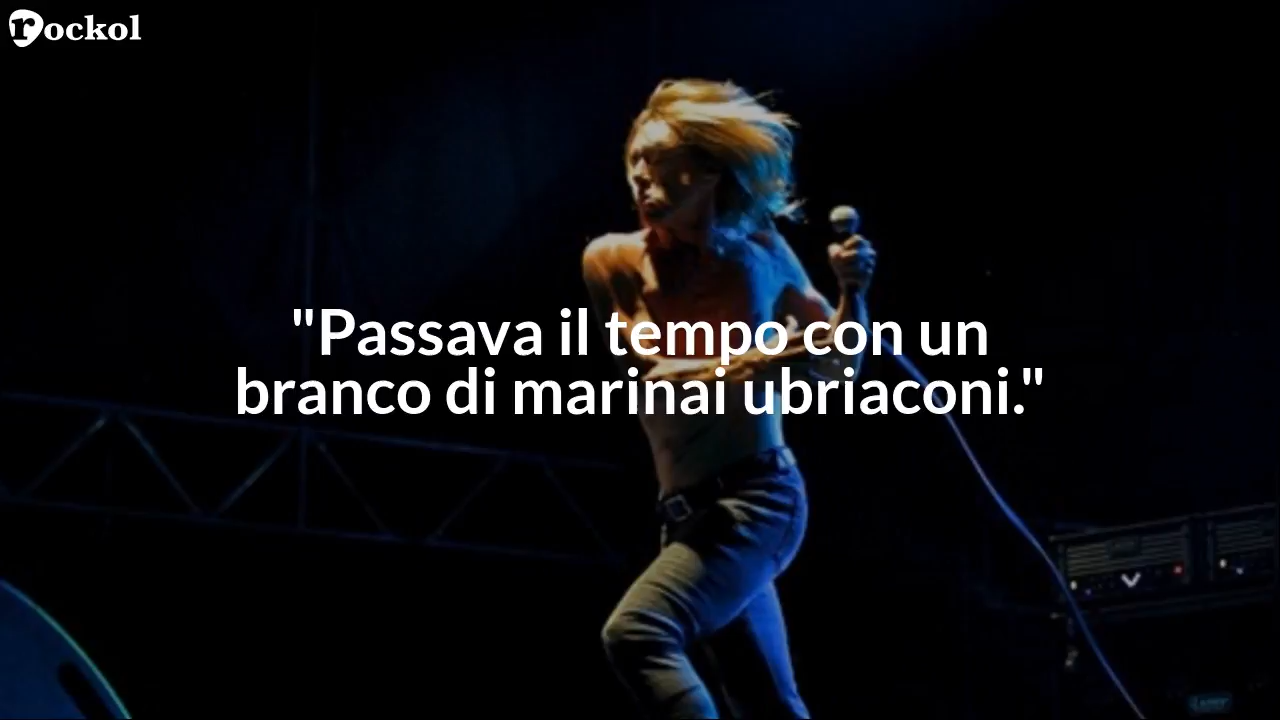 rockol
"Passava il tempo con un
branco di marinai ubriaconi."